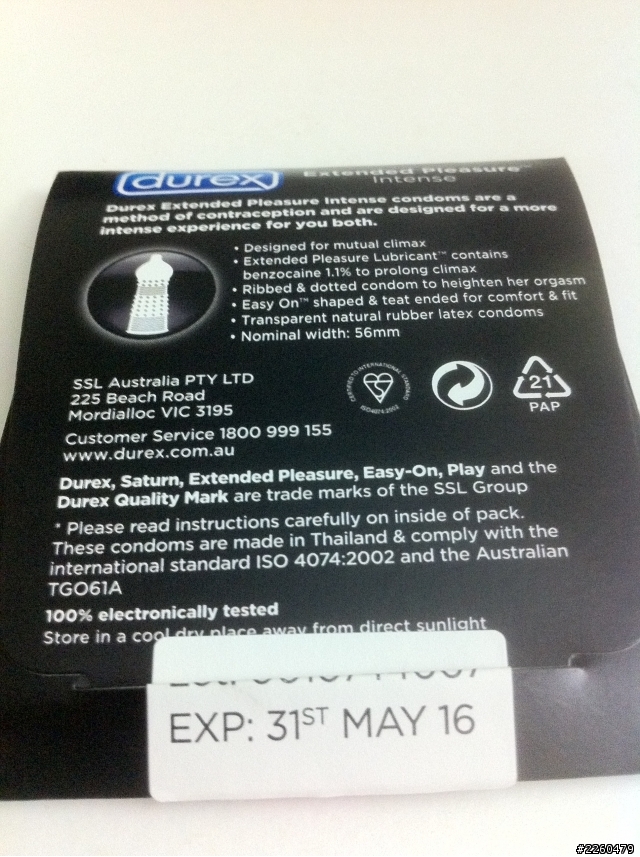 durex Extended Pleasure™
Intense
Durex Extended Pleasure Intense condoms are a
method of contraception and are designed for a more
intense experience for you both.
• Designed for mutual climax
• Extended Pleasure Lubricant™ contains
benzocaine 1.1% to prolong climax
• Ribbed & dotted condom to heighten her orgasm
• Easy On™ shaped & teat ended for comfort & fit
• Transparent natural rubber latex condoms
• Nominal width: 56mm
SSL Australia PTY LTD
225 Beach Road
Mordialloc VIC 3195
CERTIFIED TO INTERNATIONAL STANDARD
ISO4074:2002
21
PAP
Customer Service 1800 999 155
www.durex.com.au
Durex, Saturn, Extended Pleasure, Easy-On, Play and the
Durex Quality Mark are trade marks of the SSL Group
* Please read instructions carefully on inside of pack.
These condoms are made in Thailand & comply with the
international standard ISO 4074:2002 and the Australian
TGO61A
100% electronically tested
Store in a cool dry place away from direct sunlight
EXP: 31ST MAY 16
#2260479